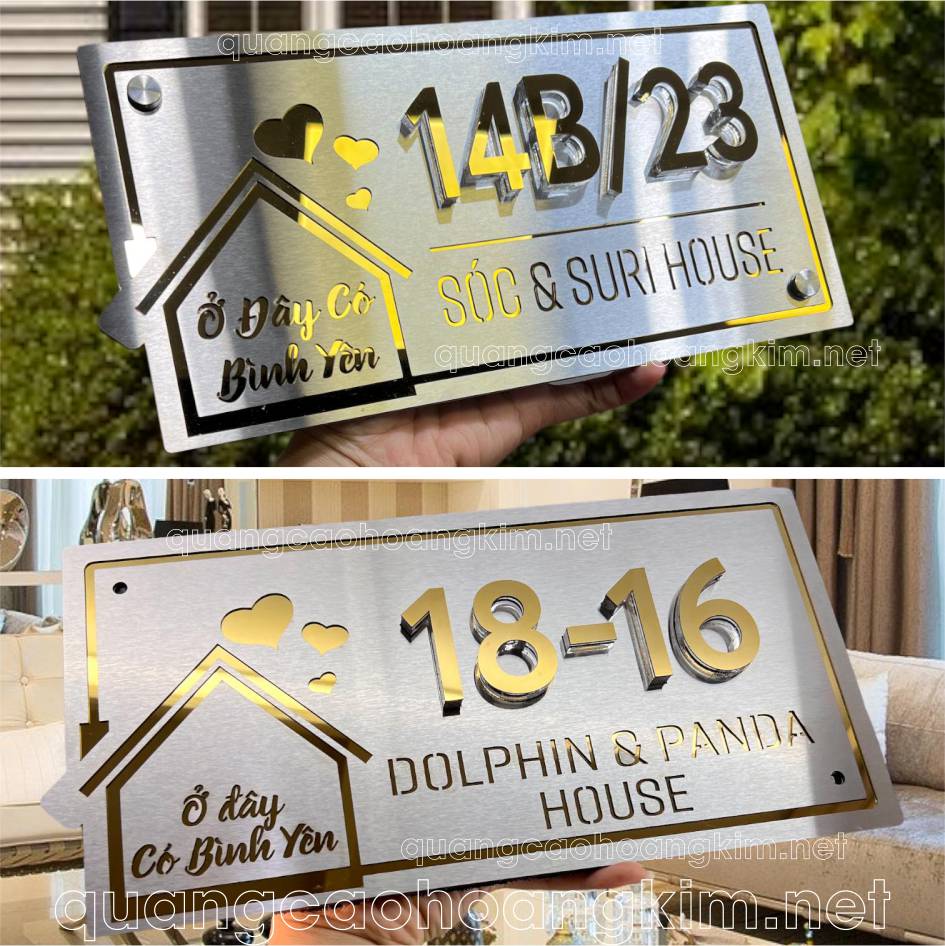 quangcaohoangkim.net
14B/23
SÓC & SURI HOUSE
Ở Đây Có
Bình Yên
quangcaohoangkim.net
quangcaohoangkim.net
18-16
DOLPHIN & PANDA
HOUSE
Ở đây
Có Bình Yên
quangcaohoangkim.net
quangcaohoangkim.net